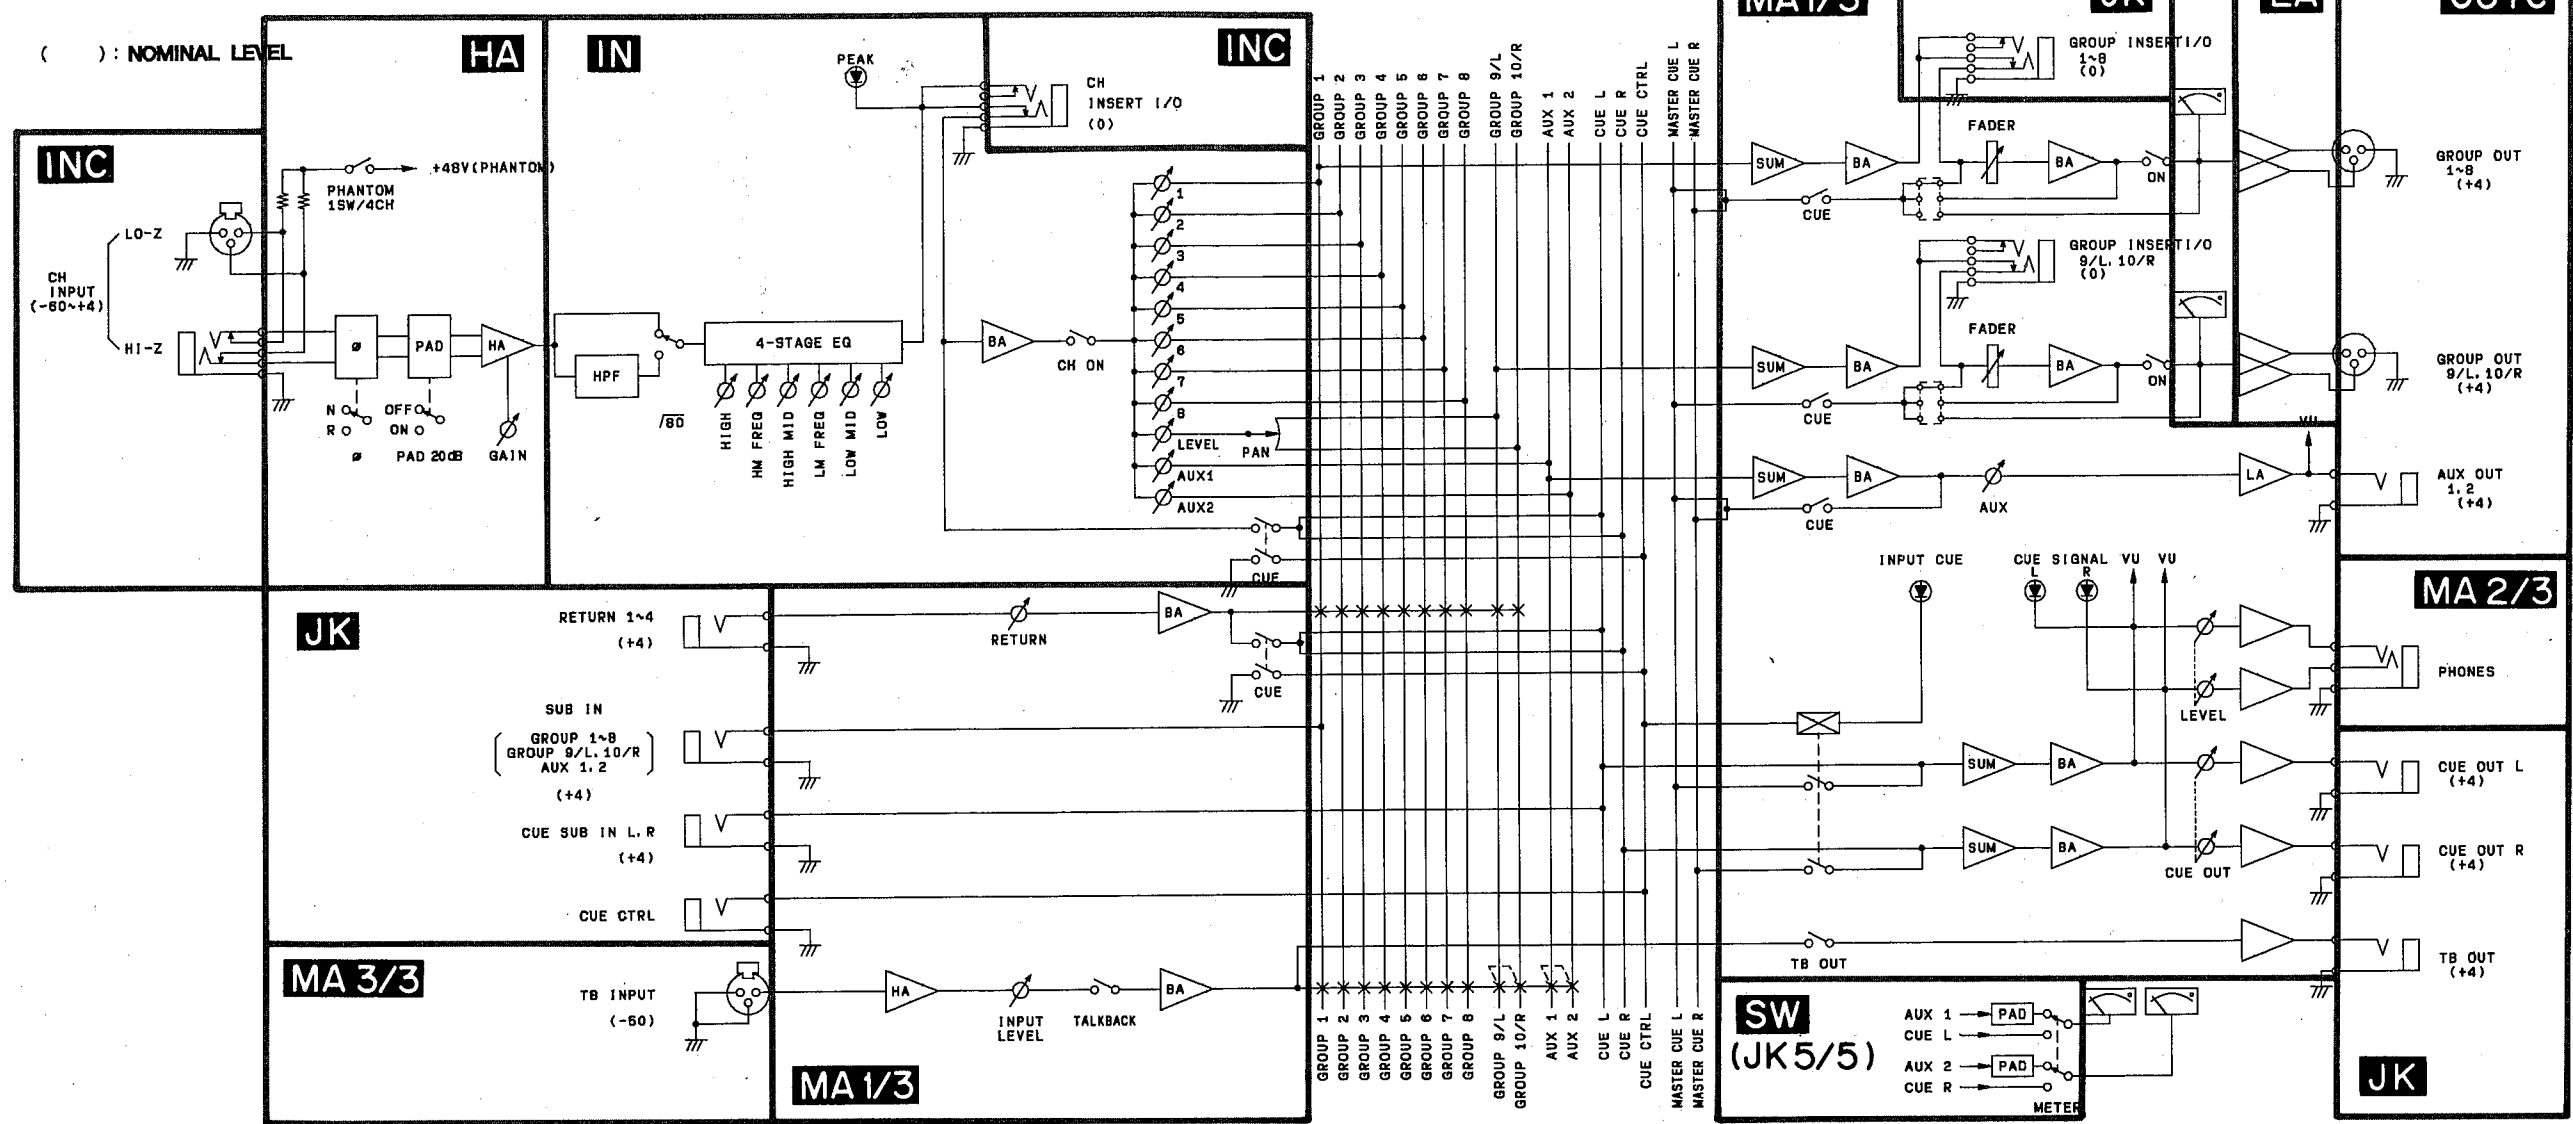 ( ) : NOMINAL LEVEL
HA
IN
INC
INC
+48V(PHANTOM)
PHANTOM
1SW/4CH
LO-Z
CH
INPUT
(-60~+4)
HI-Z
Ø
PAD
HA
N
R
Ø
OFF
ON
PAD 20dB
GAIN
HPF
/80
4-STAGE EQ
HIGH
HM FREQ
HIGH MID
LM FREQ
LOW MID
LOW
PEAK
CH
INSERT I/O
(0)
BA
CH ON
1
2
3
4
5
6
7
8
LEVEL
PAN
AUX1
AUX2
CUE
GROUP 1
GROUP 2
GROUP 3
GROUP 4
GROUP 5
GROUP 6
GROUP 7
GROUP 8
GROUP 9/L
GROUP 10/R
AUX 1
AUX 2
CUE L
CUE R
CUE CTRL
MASTER CUE L
MASTER CUE R
MA1/3
JK
LA
GROUP INSERT I/O
1~8
(0)
SUM
BA
FADER
BA
ON
CUE
GROUP OUT
1~8
(+4)
GROUP INSERT I/O
9/L.10/R
(0)
SUM
BA
FADER
BA
ON
CUE
GROUP OUT
9/L.10/R
(+4)
VU
SUM
BA
CUE
AUX
LA
AUX OUT
1.2
(+4)
JK
RETURN 1~4
(+4)
RETURN
BA
CUE
SUB IN
GROUP 1~8
GROUP 9/L.10/R
AUX 1.2
(+4)
CUE SUB IN L.R
(+4)
CUE CTRL
MA 3/3
TB INPUT
(-50)
HA
INPUT
LEVEL
TALKBACK
BA
MA 1/3
GROUP 1
GROUP 2
GROUP 3
GROUP 4
GROUP 5
GROUP 6
GROUP 7
GROUP 8
GROUP 9/L
GROUP 10/R
AUX 1
AUX 2
CUE L
CUE R
CUE CTRL
MASTER CUE L
MASTER CUE R
INPUT CUE
CUE SIGNAL
L
R
VU
VU
LEVEL
MA 2/3
PHONES
SUM
BA
CUE OUT L
(+4)
SUM
BA
CUE OUT
CUE OUT R
(+4)
TB OUT
TB OUT
(+4)
SW
(JK 5/5)
AUX 1
PAD
CUE L
AUX 2
PAD
CUE R
METER
JK